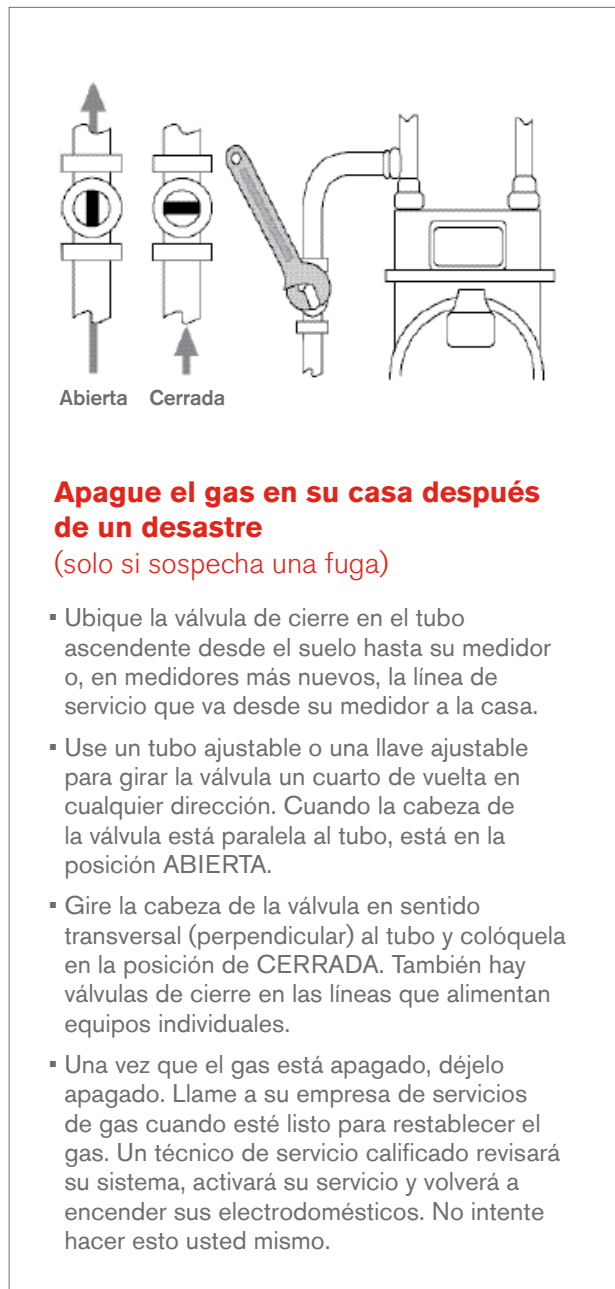 Abierta Cerrada
Apague el gas en su casa después
de un desastre
(solo si sospecha una fuga)
▪ Ubique la válvula de cierre en el tubo
ascendente desde el suelo hasta su medidor
o, en medidores más nuevos, la línea de
servicio que va desde su medidor a la casa.
▪ Use un tubo ajustable o una llave ajustable
para girar la válvula un cuarto de vuelta en
cualquier dirección. Cuando la cabeza de
la válvula está paralela al tubo, está en la
posición ABIERTA.
▪ Gire la cabeza de la válvula en sentido
transversal (perpendicular) al tubo y colóquela
en la posición de CERRADA. También hay
válvulas de cierre en las líneas que alimentan
equipos individuales.
▪ Una vez que el gas está apagado, déjelo
apagado. Llame a su empresa de servicios
de gas cuando esté listo para restablecer el
gas. Un técnico de servicio calificado revisará
su sistema, activará su servicio y volverá a
encender sus electrodomésticos. No intente
hacer esto usted mismo.